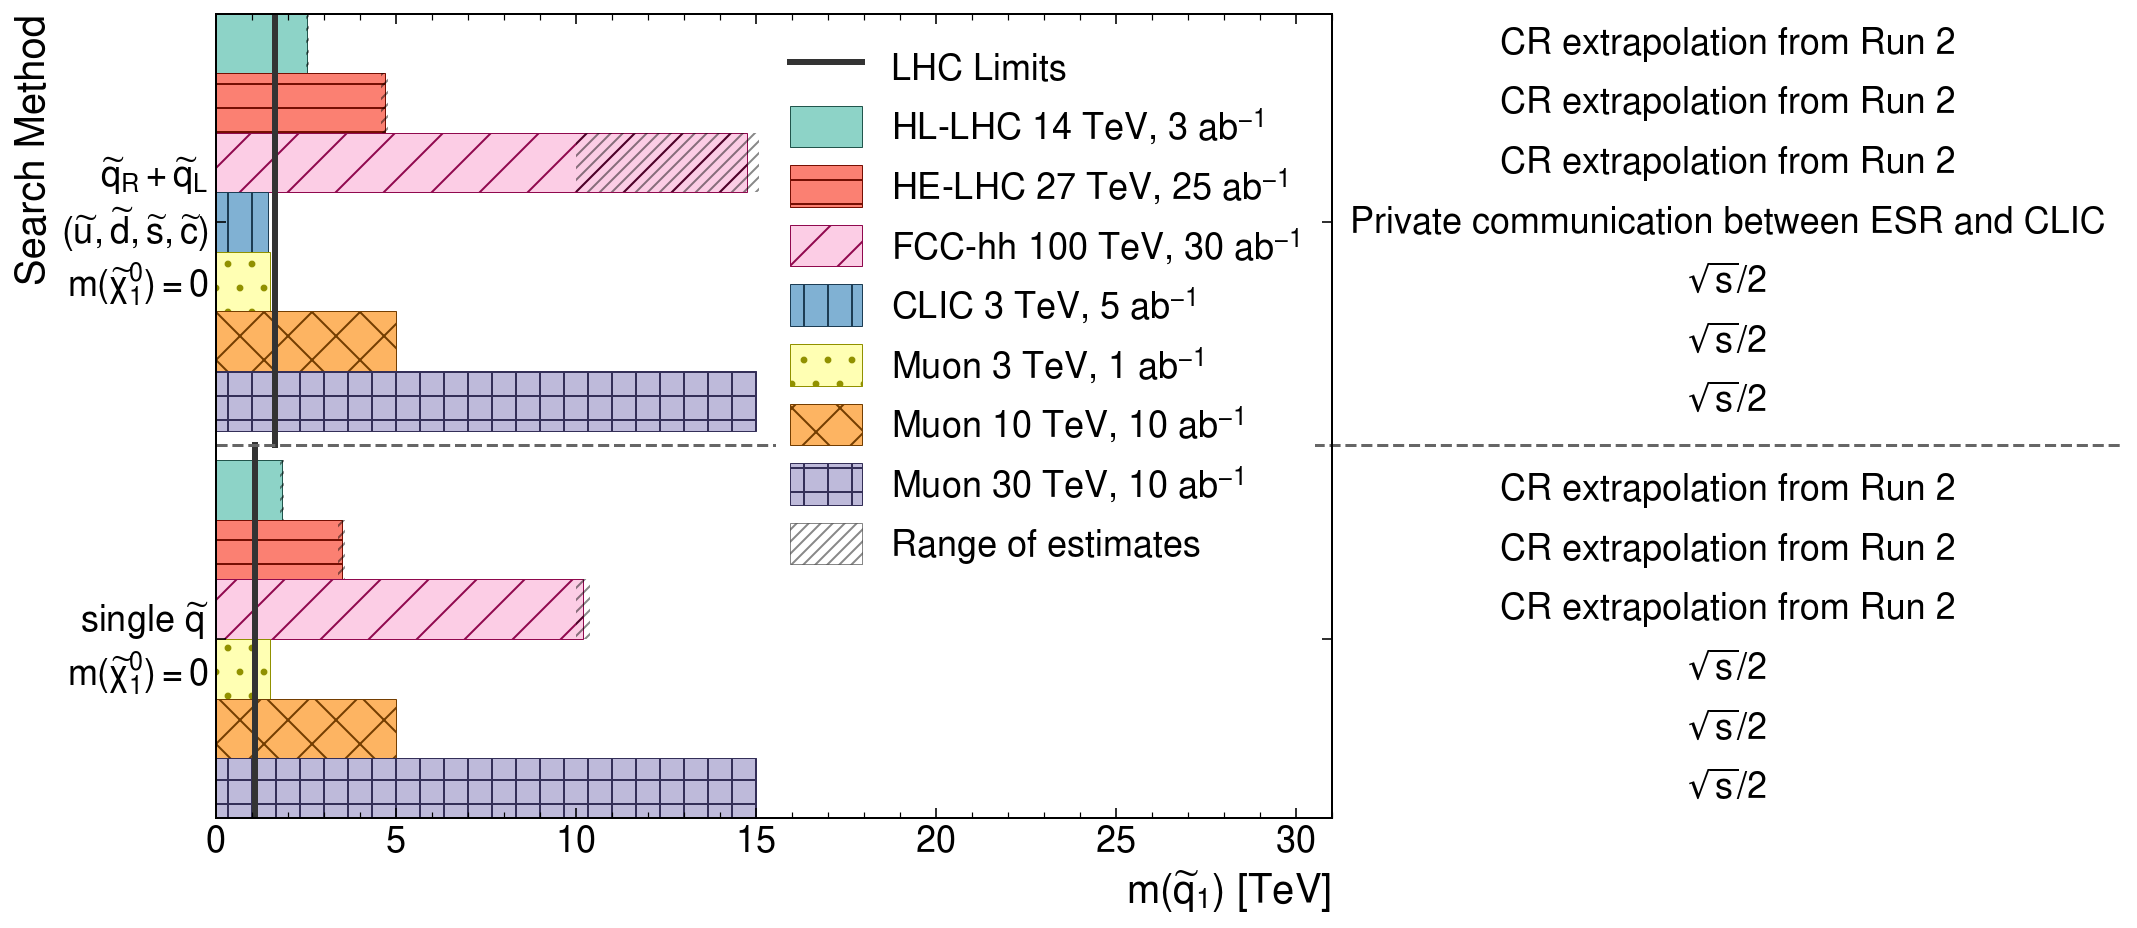 Search Method
q̃R + q̃L
(ũ, d̃, s̃, c̃)
m(χ̃⁰₁) = 0
single q̃
m(χ̃⁰₁) = 0
LHC Limits
HL-LHC 14 TeV, 3 ab⁻¹
HE-LHC 27 TeV, 25 ab⁻¹
FCC-hh 100 TeV, 30 ab⁻¹
CLIC 3 TeV, 5 ab⁻¹
Muon 3 TeV, 1 ab⁻¹
Muon 10 TeV, 10 ab⁻¹
Muon 30 TeV, 10 ab⁻¹
Range of estimates
CR extrapolation from Run 2
CR extrapolation from Run 2
CR extrapolation from Run 2
Private communication between ESR and CLIC
√s/2
√s/2
√s/2
CR extrapolation from Run 2
CR extrapolation from Run 2
CR extrapolation from Run 2
√s/2
√s/2
√s/2
0 5 10 15 20 25 30
m(q̃₁) [TeV]